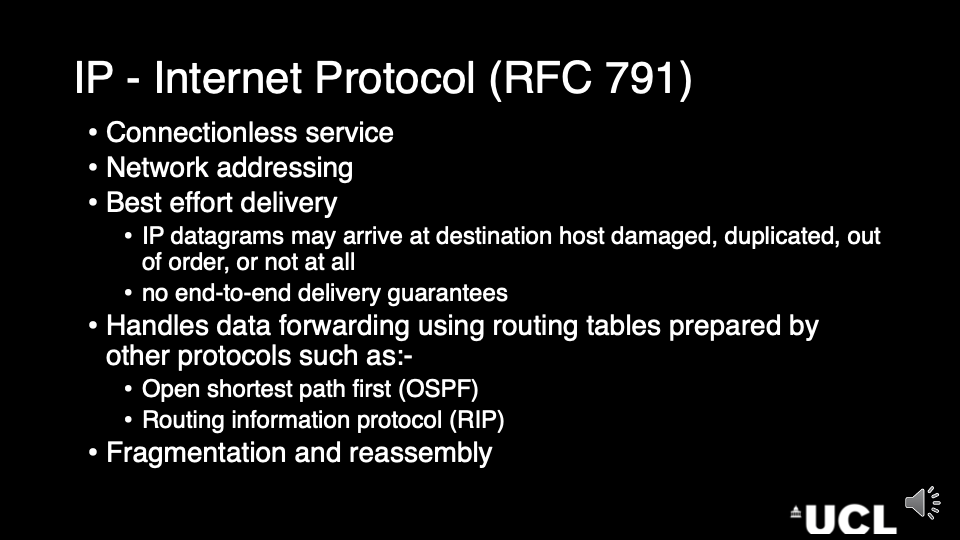 IP - Internet Protocol (RFC 791)
• Connectionless service
• Network addressing
• Best effort delivery
• IP datagrams may arrive at destination host damaged, duplicated, out
of order, or not at all
• no end-to-end delivery guarantees
• Handles data forwarding using routing tables prepared by
other protocols such as:-
• Open shortest path first (OSPF)
• Routing information protocol (RIP)
• Fragmentation and reassembly
UCL